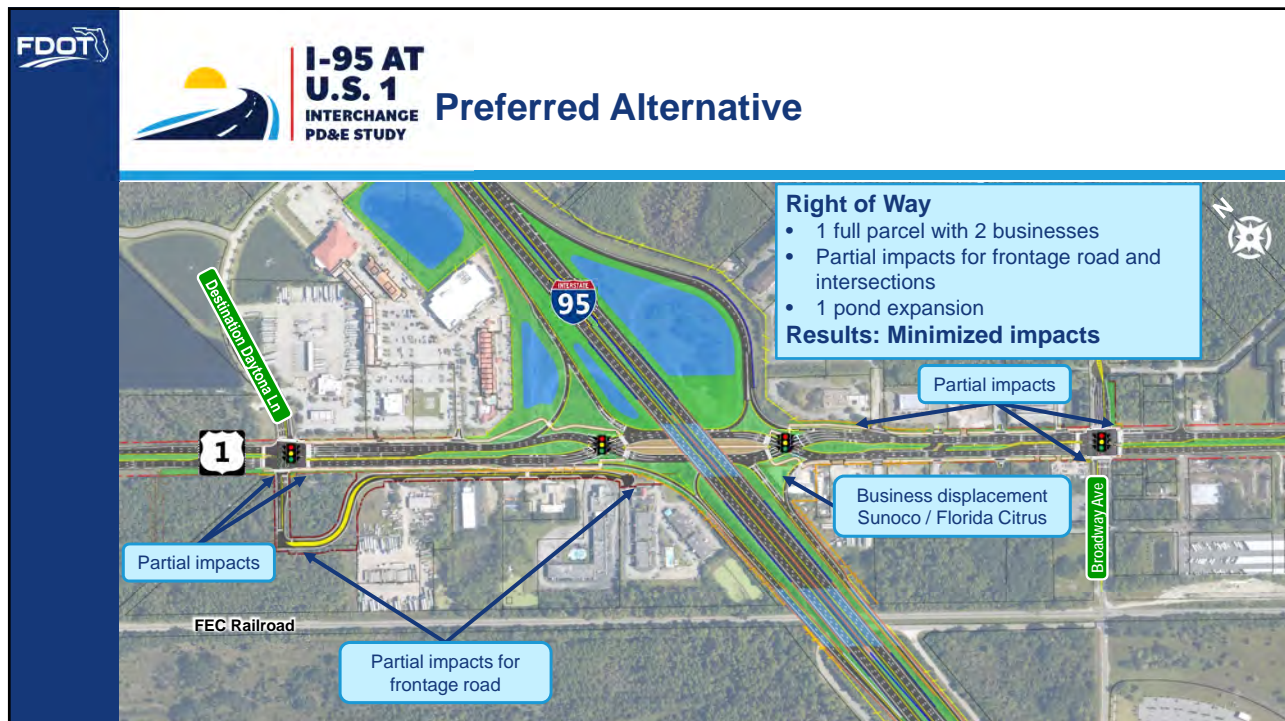 FDOT
I-95 AT
U.S. 1
INTERCHANGE
PD&E STUDY
Preferred Alternative
Right of Way
• 1 full parcel with 2 businesses
• Partial impacts for frontage road and
intersections
• 1 pond expansion
Results: Minimized impacts
N
INTERSTATE
95
Destination Daytona Ln
Partial impacts
1
Business displacement
Sunoco / Florida Citrus
Broadway Ave
Partial impacts
FEC Railroad
Partial impacts for
frontage road